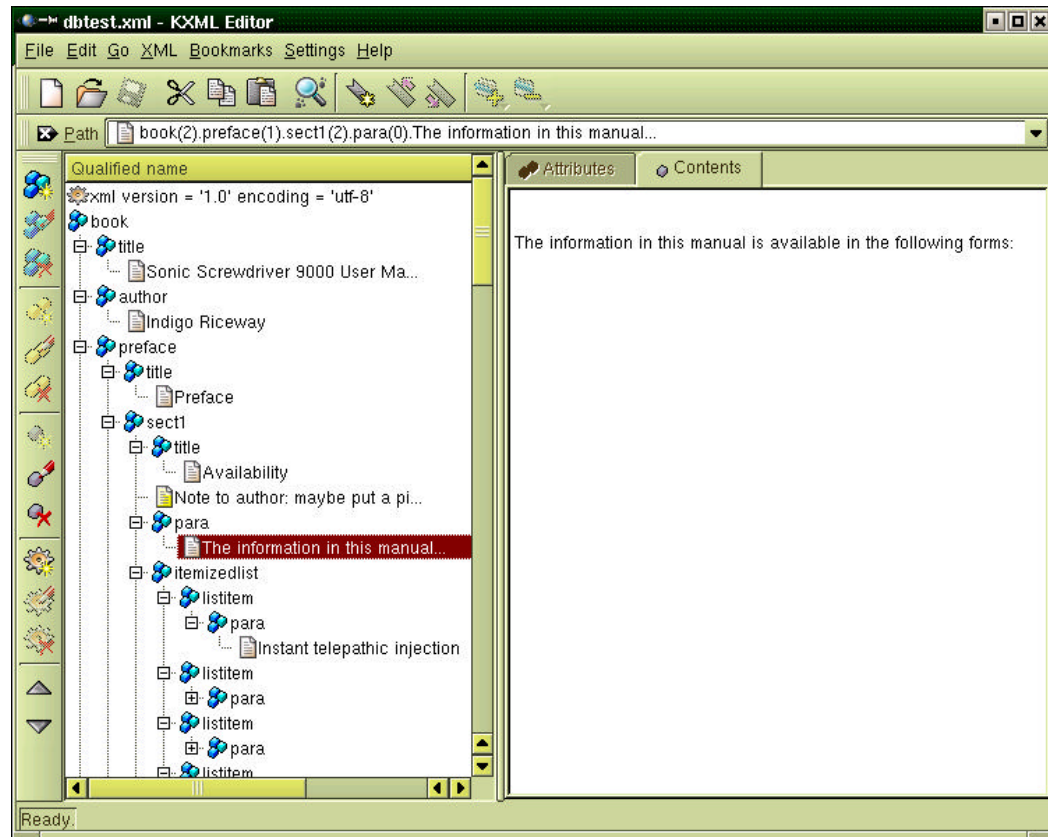 dbtest.xml - KXML Editor
File Edit Go XML Bookmarks Settings Help
Path book(2).preface(1).sect1(2).para(0).The information in this manual...
Qualified name
Attributes
Contents
xml version = '1.0' encoding = 'utf-8'
book
title
Sonic Screwdriver 9000 User Ma...
author
Indigo Riceway
preface
title
Preface
sect1
title
Availability
Note to author: maybe put a pi...
para
The information in this manual...
itemizedlist
listitem
para
Instant telepathic injection
listitem
para
listitem
para
listitem
The information in this manual is available in the following forms:
Ready.